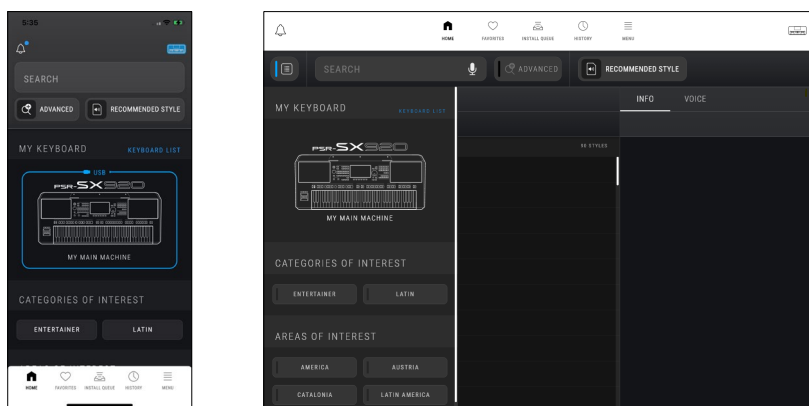 5:35
SEARCH
ADVANCED
RECOMMENDED STYLE
MY KEYBOARD
KEYBOARD LIST
USB
PSR-SX920
MY MAIN MACHINE
CATEGORIES OF INTEREST
ENTERTAINER
LATIN
HOME
FAVORITES
INSTALL QUEUE
HISTORY
MENU
HOME
FAVORITES
INSTALL QUEUE
HISTORY
MENU
SEARCH
ADVANCED
RECOMMENDED STYLE
MY KEYBOARD
KEYBOARD LIST
PSR-SX920
MY MAIN MACHINE
CATEGORIES OF INTEREST
ENTERTAINER
LATIN
AREAS OF INTEREST
AMERICA
AUSTRIA
CATALONIA
LATIN AMERICA
INFO
VOICE